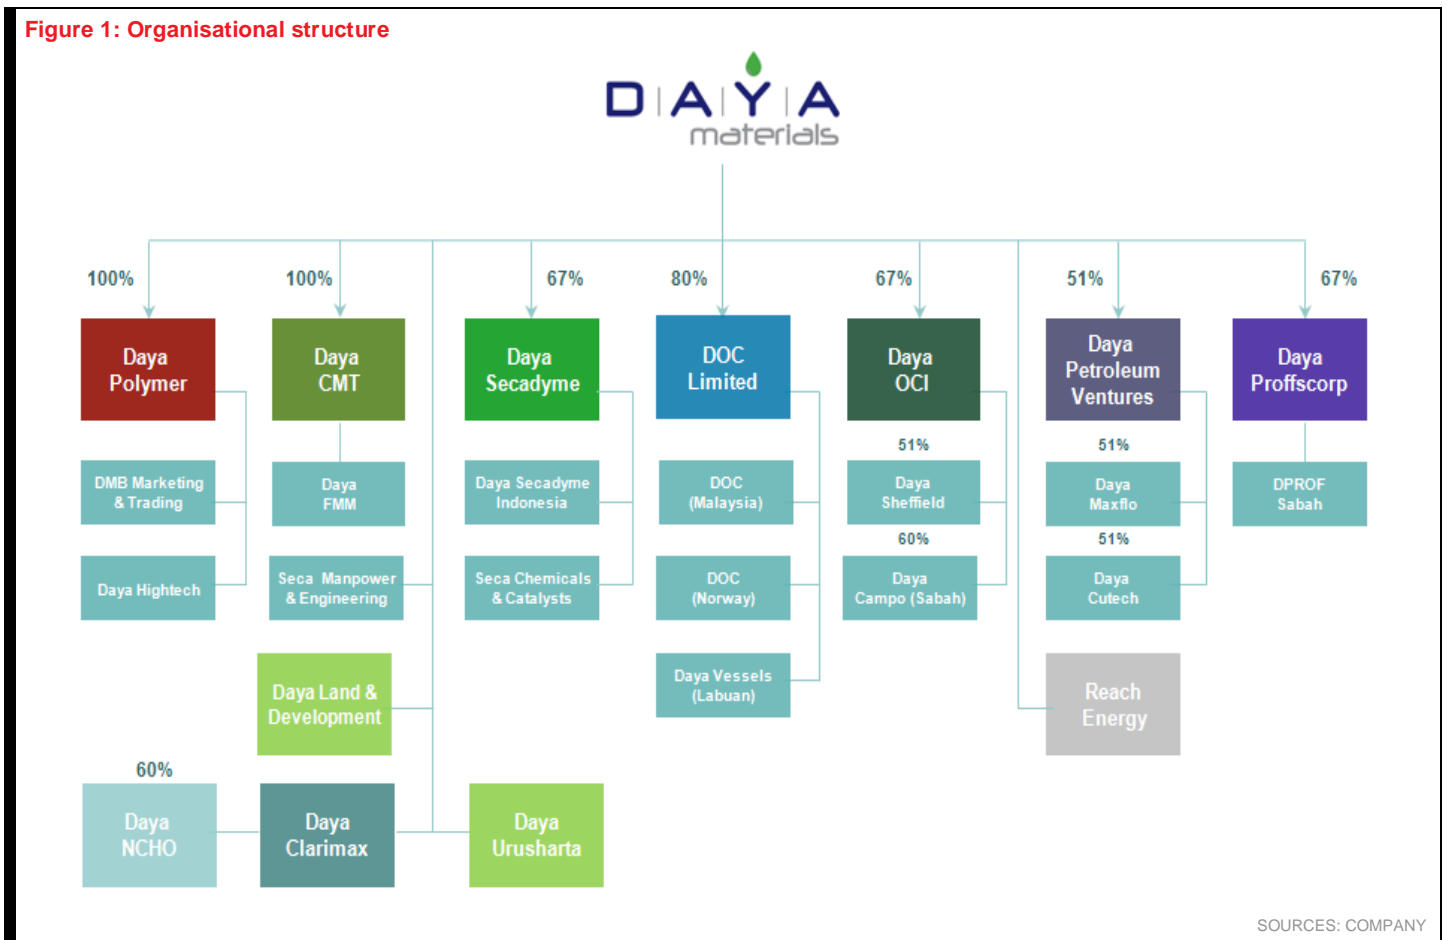 Figure 1: Organisational structure
DAYA
materials
100%
100%
67%
80%
67%
51%
67%
Daya
Polymer
Daya
CMT
Daya
Secadyme
DOC
Limited
Daya
OCI
Daya
Petroleum
Ventures
Daya
Proffscorp
51%
51%
DMB Marketing
& Trading
Daya
FMM
Daya Secadyme
Indonesia
DOC
(Malaysia)
Daya
Sheffield
Daya
Maxflo
DPROF
Sabah
60%
51%
Daya Hightech
Seca Manpower
& Engineering
Seca Chemicals
& Catalysts
DOC
(Norway)
Daya
Campo (Sabah)
Daya
Cutech
Daya Land &
Development
Daya Vessels
(Labuan)
Reach
Energy
60%
Daya
NCHO
Daya
Clarimax
Daya
Urusharta
SOURCES: COMPANY